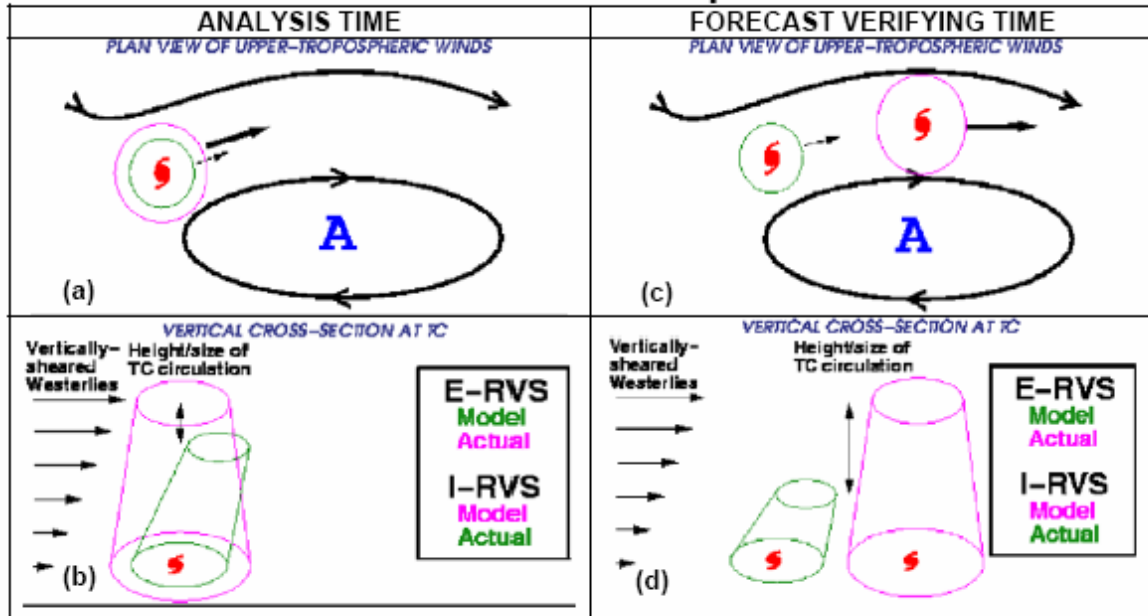 ANALYSIS TIME
FORECAST VERIFYING TIME
PLAN VIEW OF UPPER-TROPOSPHERIC WINDS
PLAN VIEW OF UPPER-TROPOSPHERIC WINDS
A
(a)
A
(c)
VERTICAL CROSS-SECTION AT TC
Vertically-
sheared
Westerlies
Height/size of
TC circulation
E-RVS
Model
Actual
I-RVS
Model
Actual
(b)
VERTICAL CROSS-SECTION AT TC
Vertically-
sheared
Westerlies
Height/size of
TC circulation
E-RVS
Model
Actual
I-RVS
Model
Actual
(d)